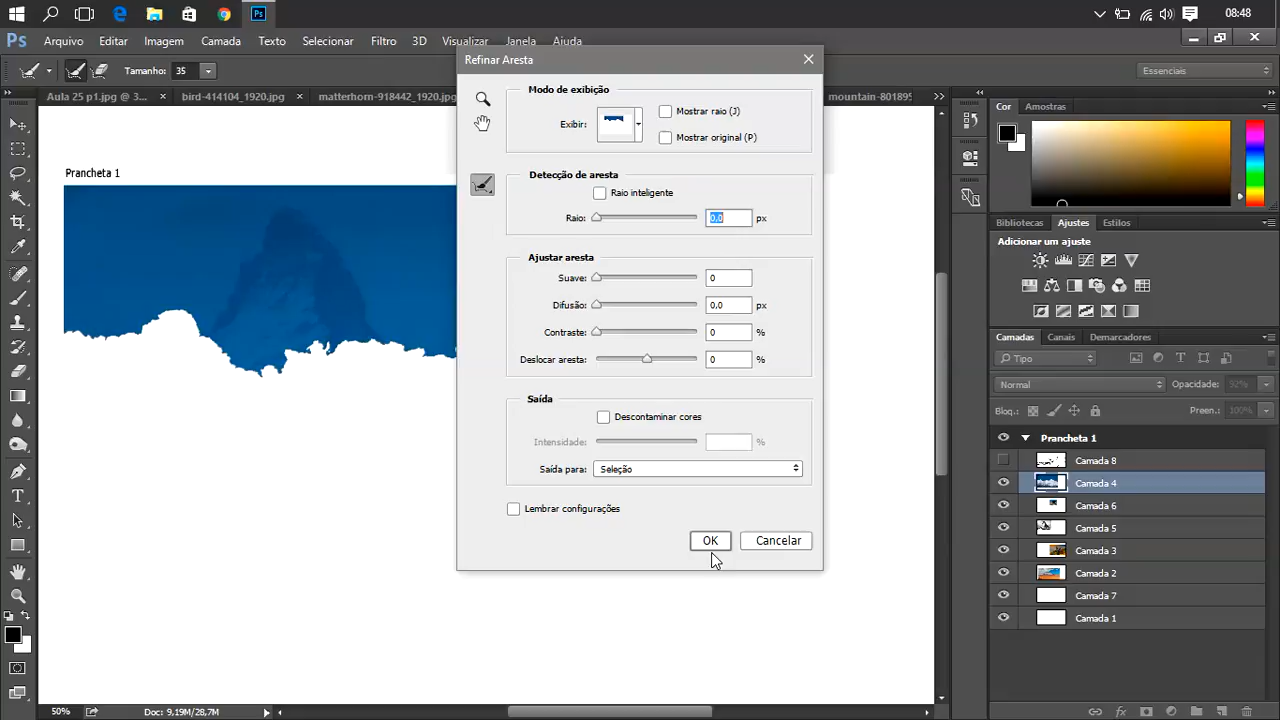 08:48
Ps Arquivo Editar Imagem Camada Texto Selecionar Filtro 3D Visualizar Janela Ajuda
Tamanho: 35
Essenciais
Aula 25 p1.jpg @ 3... × bird-414104_1920.jpg × matterhorn-918442_1920.jpg mountain-801895
Prancheta 1
Refinar Aresta
Modo de exibição
Exibir:
Mostrar raio (J)
Mostrar original (P)
Detecção de aresta
Raio inteligente
Raio: 0,0 px
Ajustar aresta
Suave: 0
Difusão: 0,0 px
Contraste: 0 %
Deslocar aresta: 0 %
Saída
Descontaminar cores
Intensidade: %
Saída para: Seleção
Lembrar configurações
OK Cancelar
Cor Amostras
Bibliotecas Ajustes Estilos
Adicionar um ajuste
Camadas Canais Demarcadores
Tipo
Normal Opacidade: 92%
Bloq.: Preen.: 100%
Prancheta 1
Camada 8
Camada 4
Camada 6
Camada 5
Camada 3
Camada 2
Camada 7
Camada 1
50% Doc: 9,19M/28,7M